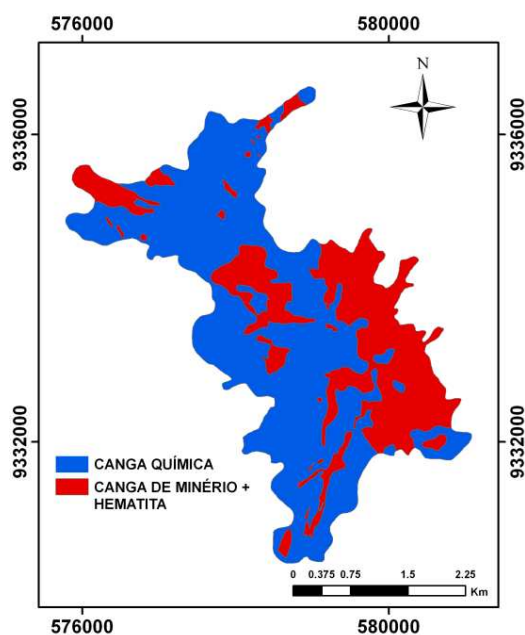 576000 580000
N
9336000 9336000
9332000 9332000
CANGA QUÍMICA
CANGA DE MINÉRIO +
HEMATITA
0 0.375 0.75 1.5 2.25
Km
576000 580000